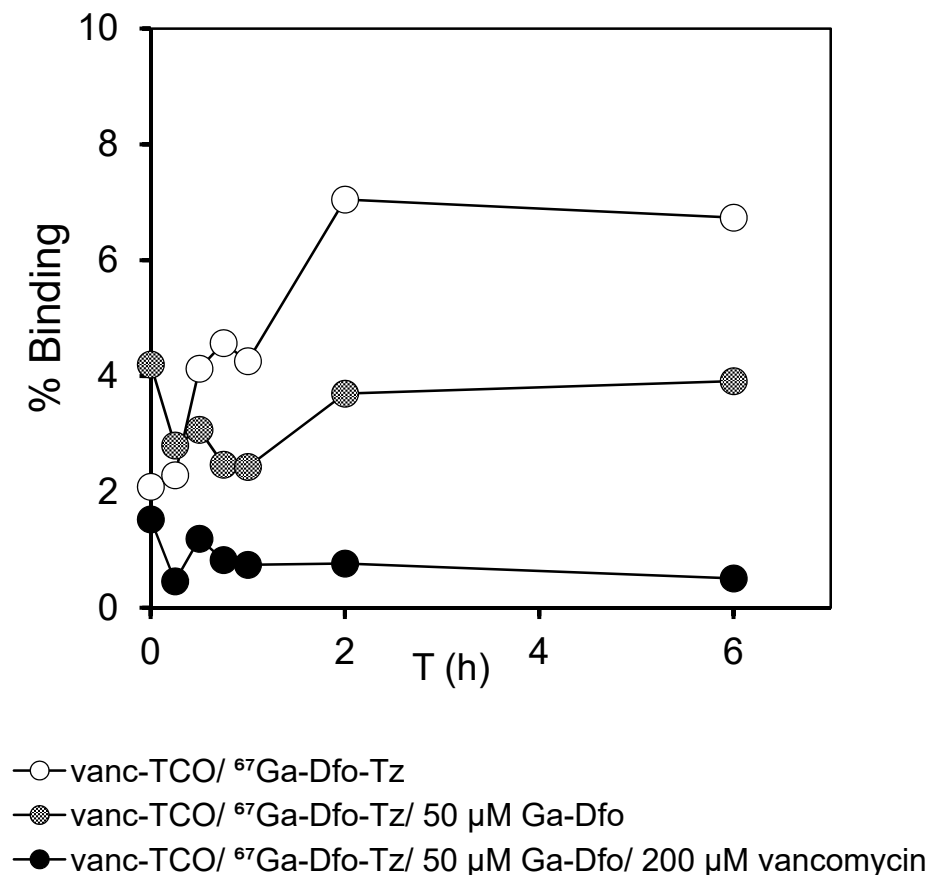 10
8
6
4
2
0
% Binding
0 2 4 6
T (h)
vanc-TCO/ ⁶⁷Ga-Dfo-Tz
vanc-TCO/ ⁶⁷Ga-Dfo-Tz/ 50 µM Ga-Dfo
vanc-TCO/ ⁶⁷Ga-Dfo-Tz/ 50 µM Ga-Dfo/ 200 µM vancomycin